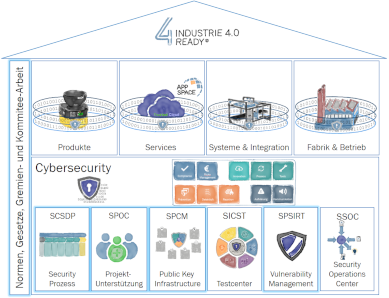 4 INDUSTRIE 4.0
READY®
Normen, Gesetze, Gremien- und Kommitee-Arbeit
APP
SPACE
Produkte
Services
Systeme & Integration
Fabrik & Betrieb
Cybersecurity
SCSDP
Security
Prozess
SPOC
Projekt-
Unterstützung
SPCM
Public Key
Infrastructure
SICST
Testcenter
SPSIRT
Vulnerability
Management
SSOC
Security
Operations
Center